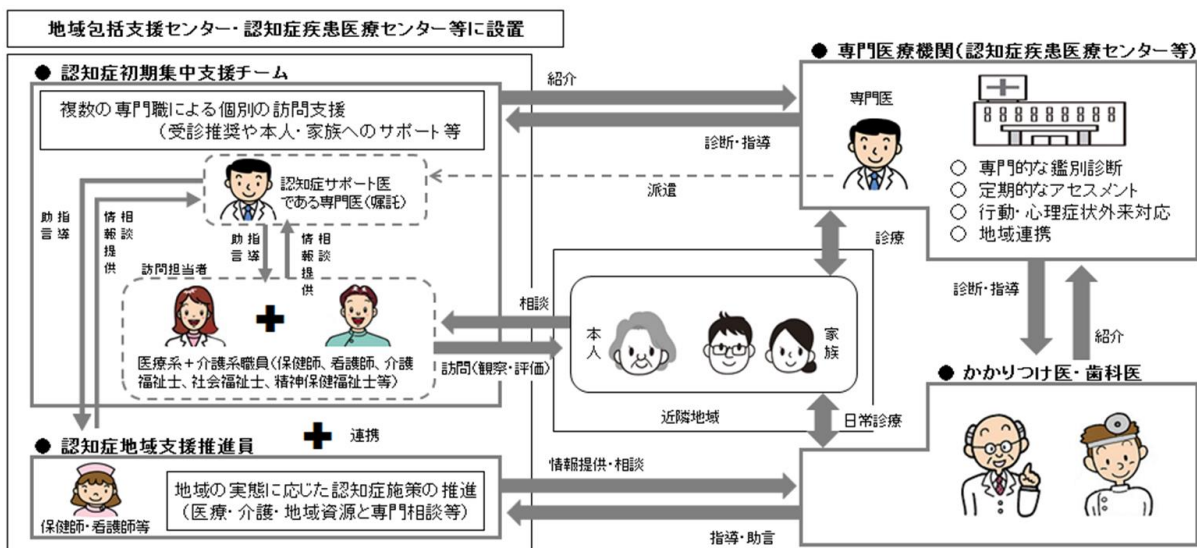 地域包括支援センター・認知症疾患医療センター等に設置
● 認知症初期集中支援チーム
複数の専門職による個別の訪問支援
(受診推奨や本人・家族へのサポート等
認知症サポート医
である専門医(嘱託)
指導
助言
相談
情報提供
指導
助言
相談
情報提供
訪問担当者
医療系+介護系職員(保健師、看護師、介護
福祉士、社会福祉士、精神保健福祉士等)
連携
● 認知症地域支援推進員
保健師・看護師等
地域の実態に応じた認知症施策の推進
(医療・介護・地域資源と専門相談等)
紹介
診断・指導
派遣
相談
訪問(観察・評価)
本人
家族
近隣地域
診療
日常診療
情報提供・相談
指導・助言
● 専門医療機関(認知症疾患医療センター等)
専門医
○ 専門的な鑑別診断
○ 定期的なアセスメント
○ 行動・心理症状外来対応
○ 地域連携
診断・指導
紹介
● かかりつけ医・歯科医